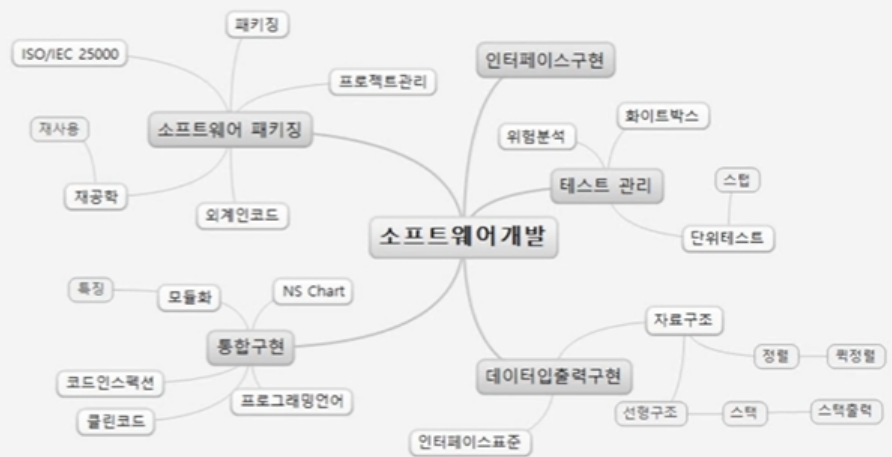 패키징
ISO/IEC 25000
프로젝트관리
재사용
소프트웨어 패키징
재공학
외계인코드
인터페이스구현
화이트박스
위험분석
테스트 관리
스텁
단위테스트
소프트웨어개발
특징
모듈화
NS Chart
통합구현
코드인스팩션
클린코드
프로그래밍언어
자료구조
정렬
퀵정렬
데이터입출력구현
선형구조
스택
스택출력
인터페이스표준